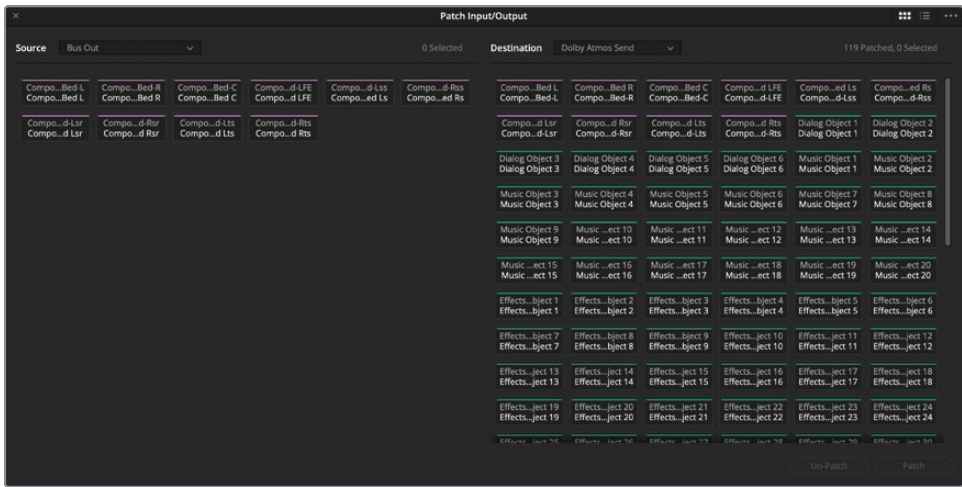 Patch Input/Output
Source Bus Out 0 Selected
Destination Dolby Atmos Send 119 Patched, 0 Selected
Compo...Bed-L Compo...Bed-R Compo...Bed-C Compo...d-LFE Compo...d-Lss Compo...d-Rss
Compo...Bed L Compo...Bed R Compo...Bed C Compo...d LFE Compo...ed Ls Compo...ed Rs
Compo...d-Lsr Compo...d-Rsr Compo...d-Lts Compo...d-Rts
Compo...d Lsr Compo...d Rsr Compo...d Lts Compo...d Rts
Compo...Bed L Compo...Bed R Compo...Bed C Compo...d LFE Compo...ed Ls Compo...ed Rs
Compo...Bed-L Compo...Bed-R Compo...Bed-C Compo...d-LFE Compo...d-Lss Compo...d-Rss
Compo...d Lsr Compo...d Rsr Compo...d Lts Compo...d Rts Dialog Object 1 Dialog Object 2
Compo...d-Lsr Compo...d-Rsr Compo...d-Lts Compo...d-Rts Dialog Object 1 Dialog Object 2
Dialog Object 3 Dialog Object 4 Dialog Object 5 Dialog Object 6 Music Object 1 Music Object 2
Dialog Object 3 Dialog Object 4 Dialog Object 5 Dialog Object 6 Music Object 1 Music Object 2
Music Object 3 Music Object 4 Music Object 5 Music Object 6 Music Object 7 Music Object 8
Music Object 3 Music Object 4 Music Object 5 Music Object 6 Music Object 7 Music Object 8
Music Object 9 Music ...ect 10 Music ...ect 11 Music ...ect 12 Music ...ect 13 Music ...ect 14
Music Object 9 Music ...ect 10 Music ...ect 11 Music ...ect 12 Music ...ect 13 Music ...ect 14
Music ...ect 15 Music ...ect 16 Music ...ect 17 Music ...ect 18 Music ...ect 19 Music ...ect 20
Music ...ect 15 Music ...ect 16 Music ...ect 17 Music ...ect 18 Music ...ect 19 Music ...ect 20
Effects...bject 1 Effects...bject 2 Effects...bject 3 Effects...bject 4 Effects...bject 5 Effects...bject 6
Effects...bject 1 Effects...bject 2 Effects...bject 3 Effects...bject 4 Effects...bject 5 Effects...bject 6
Effects...bject 7 Effects...bject 8 Effects...bject 9 Effects...ject 10 Effects...ject 11 Effects...ject 12
Effects...bject 7 Effects...bject 8 Effects...bject 9 Effects...ject 10 Effects...ject 11 Effects...ject 12
Effects...ject 13 Effects...ject 14 Effects...ject 15 Effects...ject 16 Effects...ject 17 Effects...ject 18
Effects...ject 13 Effects...ject 14 Effects...ject 15 Effects...ject 16 Effects...ject 17 Effects...ject 18
Effects...ject 19 Effects...ject 20 Effects...ject 21 Effects...ject 22 Effects...ject 23 Effects...ject 24
Effects...ject 19 Effects...ject 20 Effects...ject 21 Effects...ject 22 Effects...ject 23 Effects...ject 24
Effects...ject 25 Effects...ject 26 Effects...ject 27 Effects...ject 28 Effects...ject 29 Effects...ject 30
Un-Patch Patch